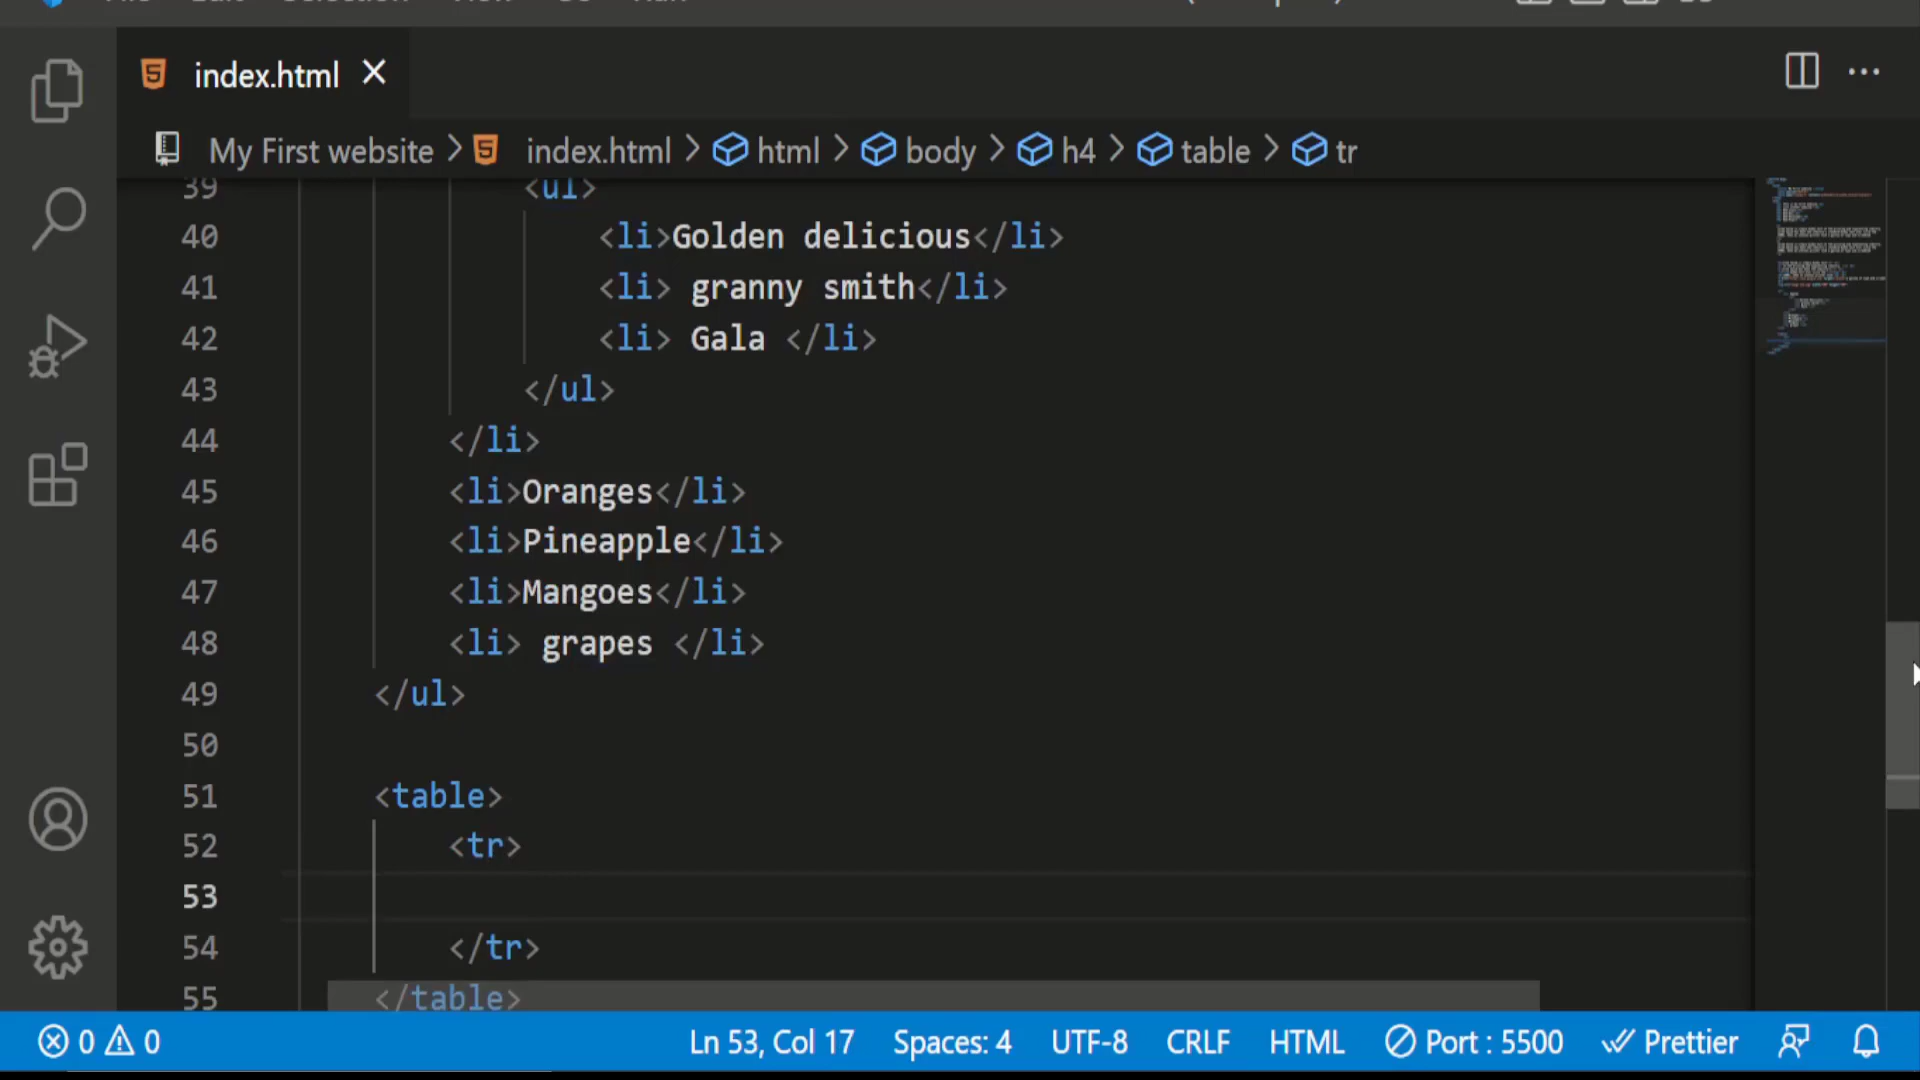 index.html
My First website > index.html > html > body > h4 > table > tr
39 <ul>
40 <li>Golden delicious</li>
41 <li> granny smith</li>
42 <li> Gala </li>
43 </ul>
44 </li>
45 <li>Oranges</li>
46 <li>Pineapple</li>
47 <li>Mangoes</li>
48 <li> grapes </li>
49 </ul>
50
51 <table>
52 <tr>
53
54 </tr>
55 </table>
0 0 Ln 53, Col 17 Spaces: 4 UTF-8 CRLF HTML Port : 5500 Prettier